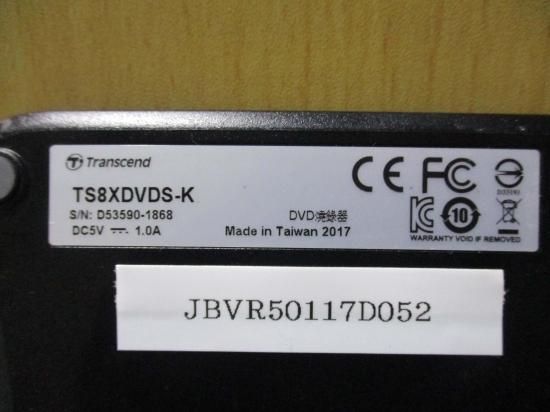 Transcend
TS8XDVDS-K
S/N: D53590-1868
DC5V ⎓ 1.0A
DVD燒錄器
Made in Taiwan 2017
CE FC
D33193
10
WARRANTY VOID IF REMOVED
JBVR50117D052